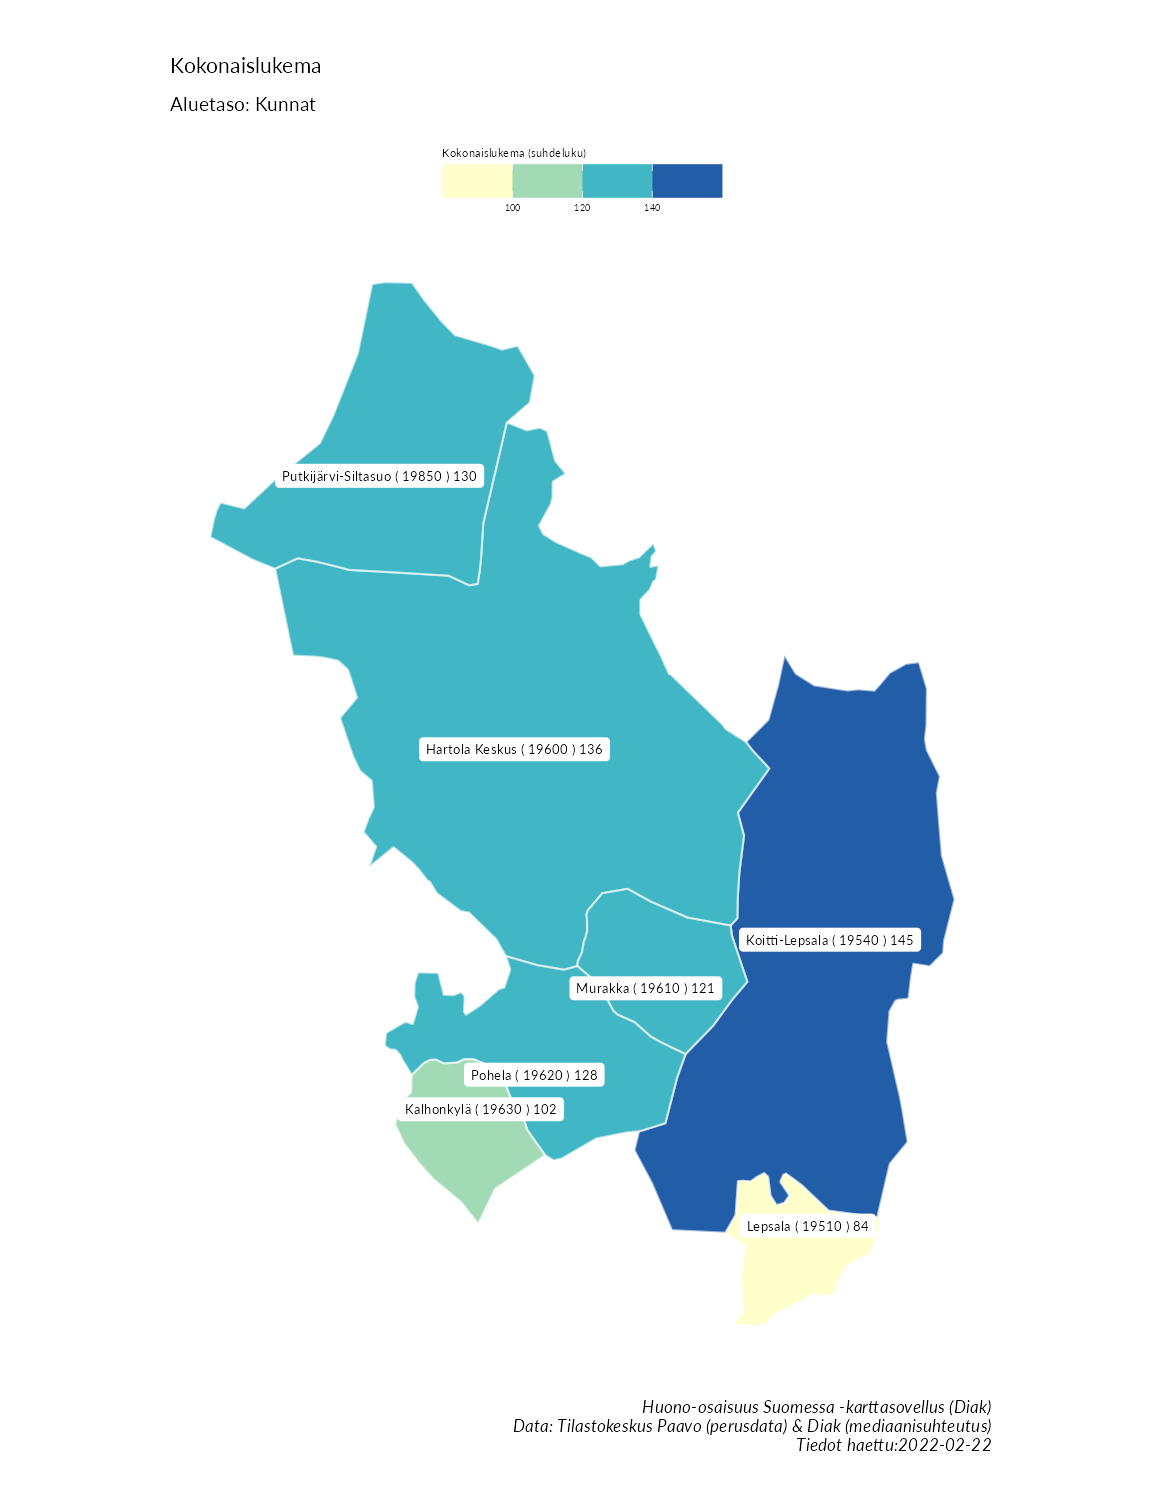 Kokonaislukema
Aluetaso: Kunnat
Kokonaislukema (suhdeluku)
100 120 140
Putkijärvi-Siltasuo ( 19850 ) 130
Hartola Keskus ( 19600 ) 136
Koitti-Lepsala ( 19540 ) 145
Murakka ( 19610 ) 121
Pohela ( 19620 ) 128
Kalhonkylä ( 19630 ) 102
Lepsala ( 19510 ) 84
Huono-osaisuus Suomessa -karttasovellus (Diak)
Data: Tilastokeskus Paavo (perusdata) & Diak (mediaanisuhteutus)
Tiedot haettu:2022-02-22